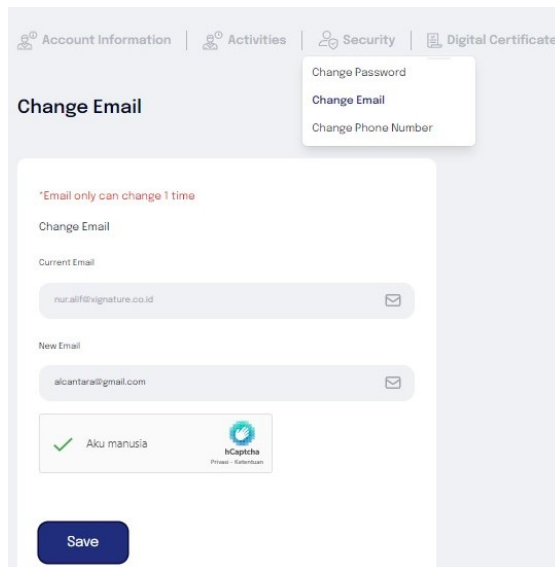 Account Information
Activities
Security
Digital Certificate
Change Password
Change Email
Change Phone Number
Change Email
*Email only can change 1 time
Change Email
Current Email
nur.alif@xignature.co.id
New Email
alcantara@gmail.com
Aku manusia
hCaptcha
Privasi - Ketentuan
Save